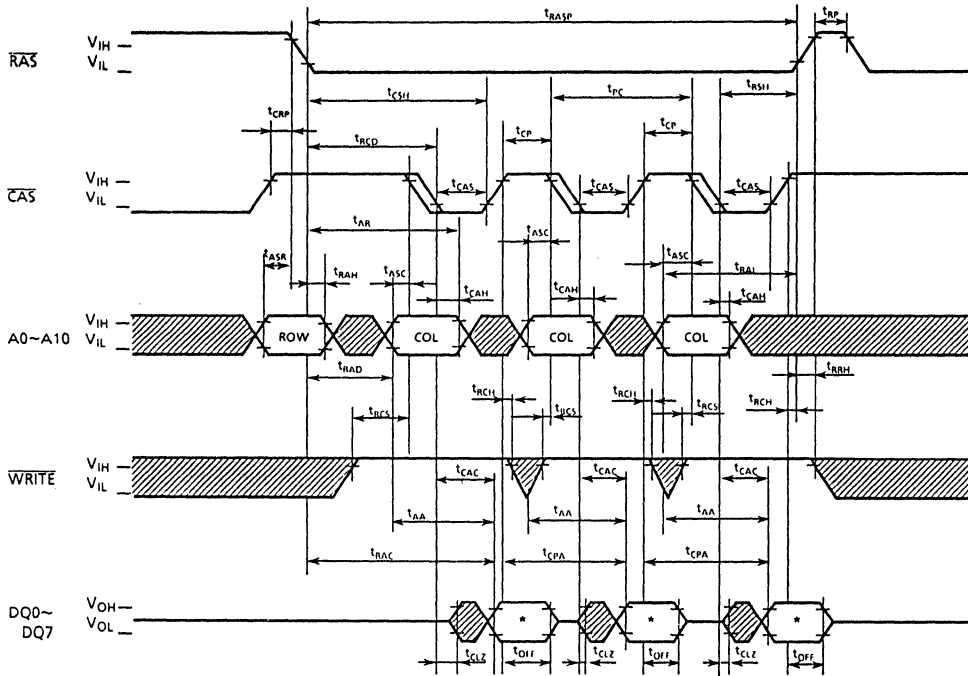 tRASP tRP
RAS VIH
VIL
tCSH tPC tRSH
tCRP tRCD tCP tCP
CAS VIH
VIL
tCAS tCAS tCAS
tAR
tASR tRAH tASC tASC tASC tRAL
tCAH tCAH tCAH
A0~A10 VIH
VIL
ROW COL COL COL
tRAD tRRH
tRCS tRCH tRCS tRCH tRCS tRCH
WRITE VIH
VIL
tCAC tCAC tCAC
tAA tAA tAA
tRAC tCPA tCPA
DQ0~
DQ7
VOH
VOL
* * *
tCLZ tOFF tCLZ tOFF tCLZ tOFF